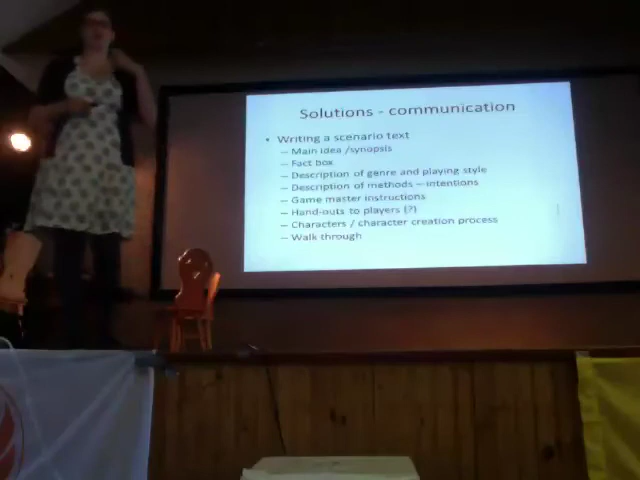 Solutions - communication
• Writing a scenario text
– Main idea /synopsis
– Fact box
– Description of genre and playing style
– Description of methods – intentions
– Game master instructions
– Hand-outs to players (?)
– Characters / character creation process
– Walk through